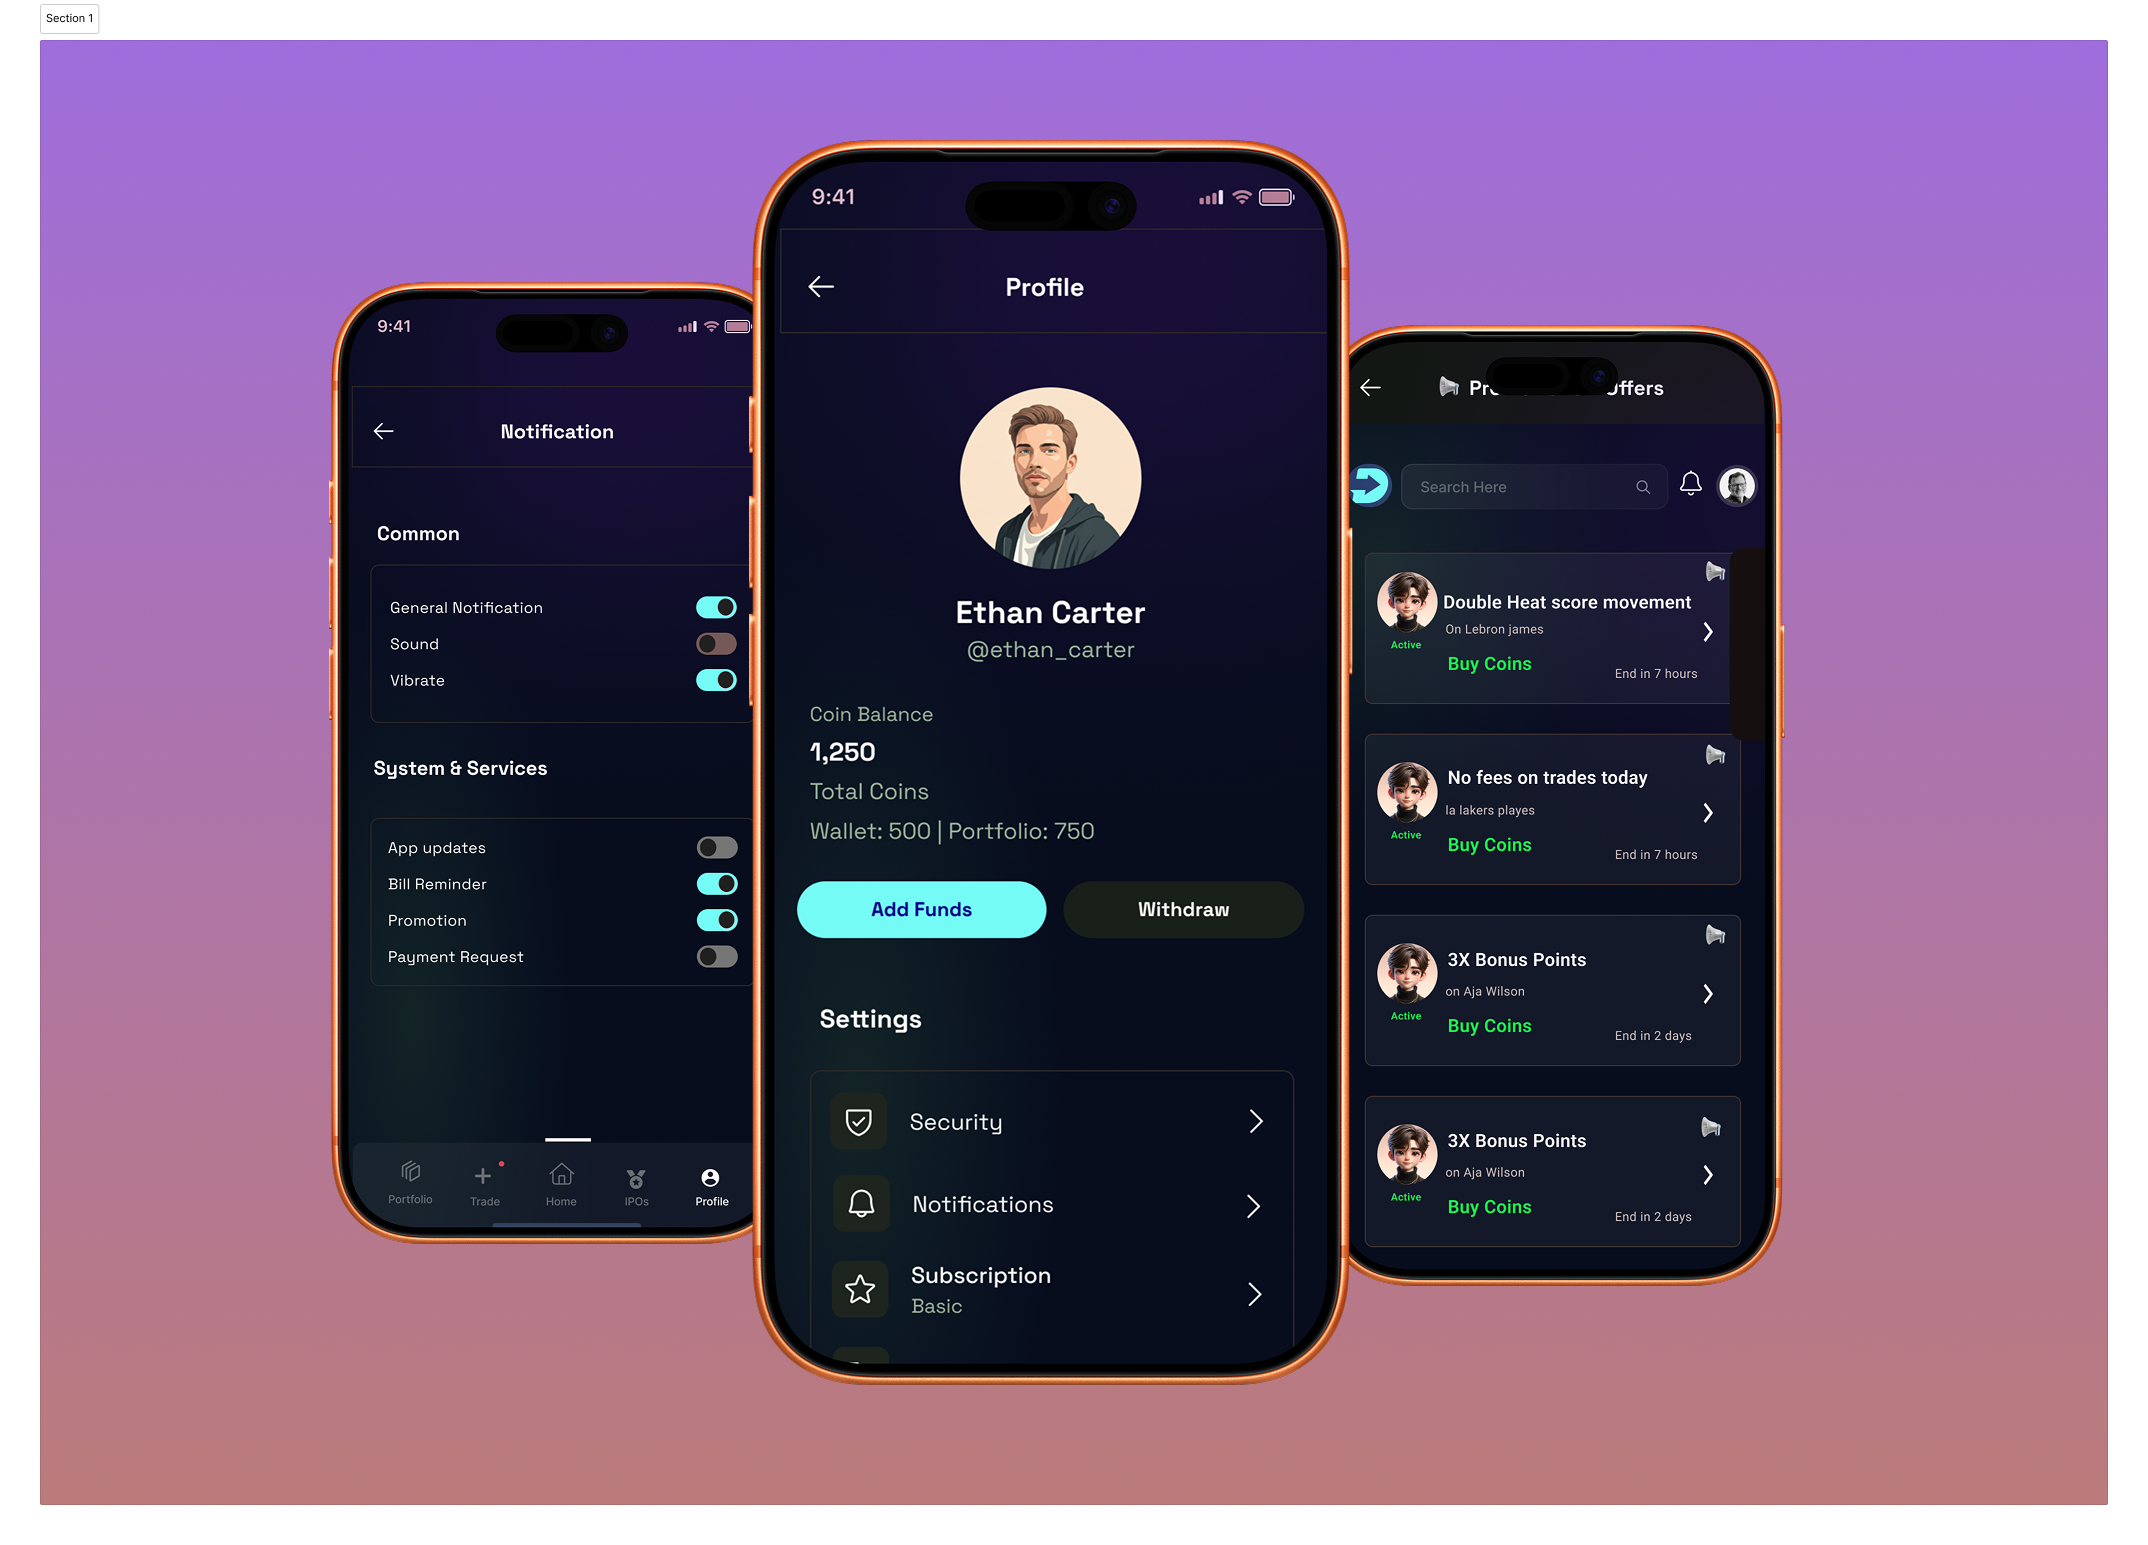 Section 1
9:41
Notification
Common
General Notification
Sound
Vibrate
System & Services
App updates
Bill Reminder
Promotion
Payment Request
Portfolio
Trade
Home
IPOs
Profile
9:41
Profile
Ethan Carter
@ethan_carter
Coin Balance
1,250
Total Coins
Wallet: 500 | Portfolio: 750
Add Funds
Withdraw
Settings
Security
Notifications
Subscription
Basic
Offers
Search Here
Double Heat score movement
On Lebron james
Active
Buy Coins
End in 7 hours
No fees on trades today
la lakers playes
Active
Buy Coins
End in 7 hours
3X Bonus Points
on Aja Wilson
Active
Buy Coins
End in 2 days
3X Bonus Points
on Aja Wilson
Active
Buy Coins
End in 2 days